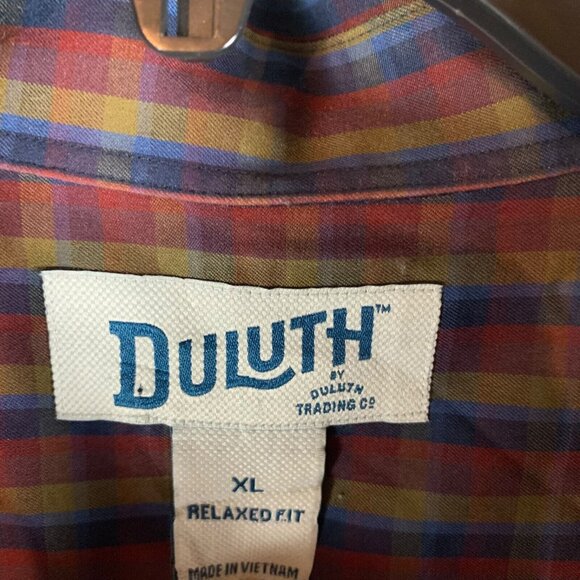 DULUTH™
BY
DULUTH
TRADING Cº
XL
RELAXED FIT
MADE IN VIETNAM